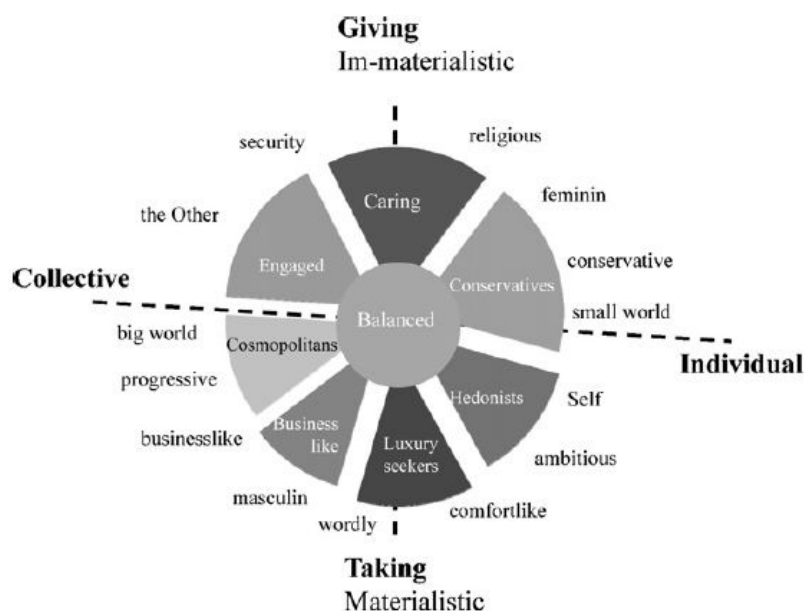 Giving
Im-materialistic
security
religious
Caring
feminin
the Other
Engaged
conservative
Collective
Conservatives
small world
Balanced
big world
Cosmopolitans
Individual
progressive
Hedonists
Self
businesslike
Business
like
Luxury
seekers
ambitious
masculin
wordly
comfortlike
Taking
Materialistic